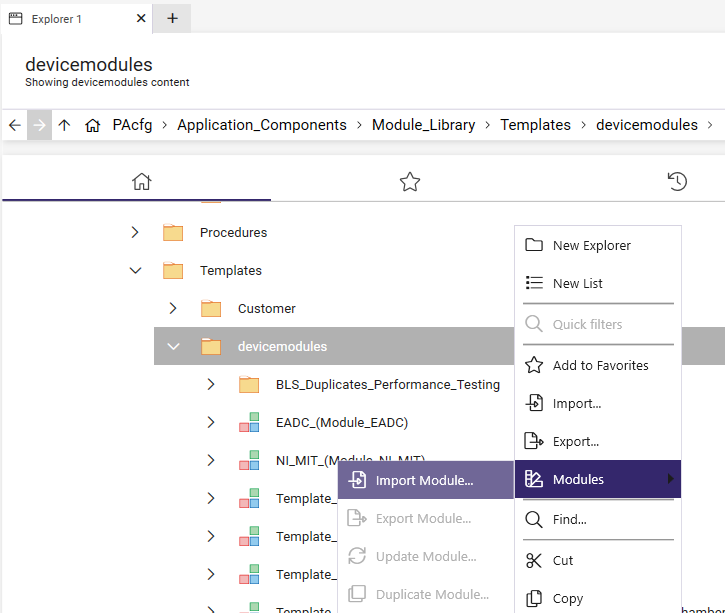 Explorer 1
devicemodules
Showing devicemodules content
PAcfg > Application_Components > Module_Library > Templates > devicemodules >
Procedures
Templates
Customer
devicemodules
BLS_Duplicates_Performance_Testing
EADC_(Module_EADC)
NI_MIT_(Module_NI_MIT)
Template_
Template_
Template_
New Explorer
New List
Quick filters
Add to Favorites
Import...
Export...
Modules
Find...
Cut
Copy
Import Module...
Export Module...
Update Module...
Duplicate Module...